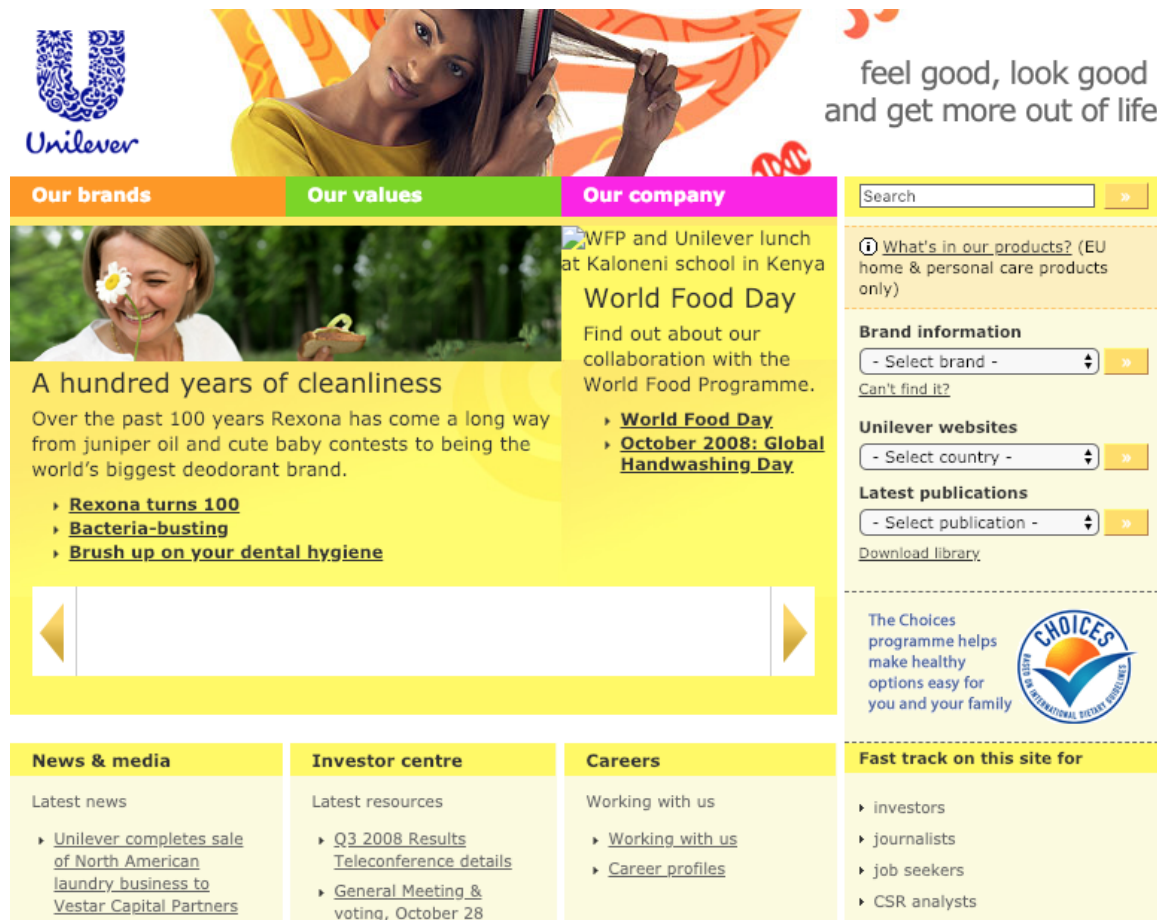 Unilever
feel good, look good
and get more out of life
Our brands
Our values
Our company
Search
»
WFP and Unilever lunch
at Kaloneni school in Kenya
World Food Day
Find out about our
collaboration with the
World Food Programme.
World Food Day
October 2008: Global
Handwashing Day
A hundred years of cleanliness
Over the past 100 years Rexona has come a long way
from juniper oil and cute baby contests to being the
world's biggest deodorant brand.
Rexona turns 100
Bacteria-busting
Brush up on your dental hygiene
What's in our products? (EU
home & personal care products
only)
Brand information
- Select brand -
»
Can't find it?
Unilever websites
- Select country -
»
Latest publications
- Select publication -
»
Download library
The Choices
programme helps
make healthy
options easy for
you and your family
CHOICES
BASED ON INTERNATIONAL DIETARY GUIDELINES
News & media
Latest news
Unilever completes sale
of North American
laundry business to
Vestar Capital Partners
Investor centre
Latest resources
Q3 2008 Results
Teleconference details
General Meeting &
voting, October 28
Careers
Working with us
Working with us
Career profiles
Fast track on this site for
investors
journalists
job seekers
CSR analysts